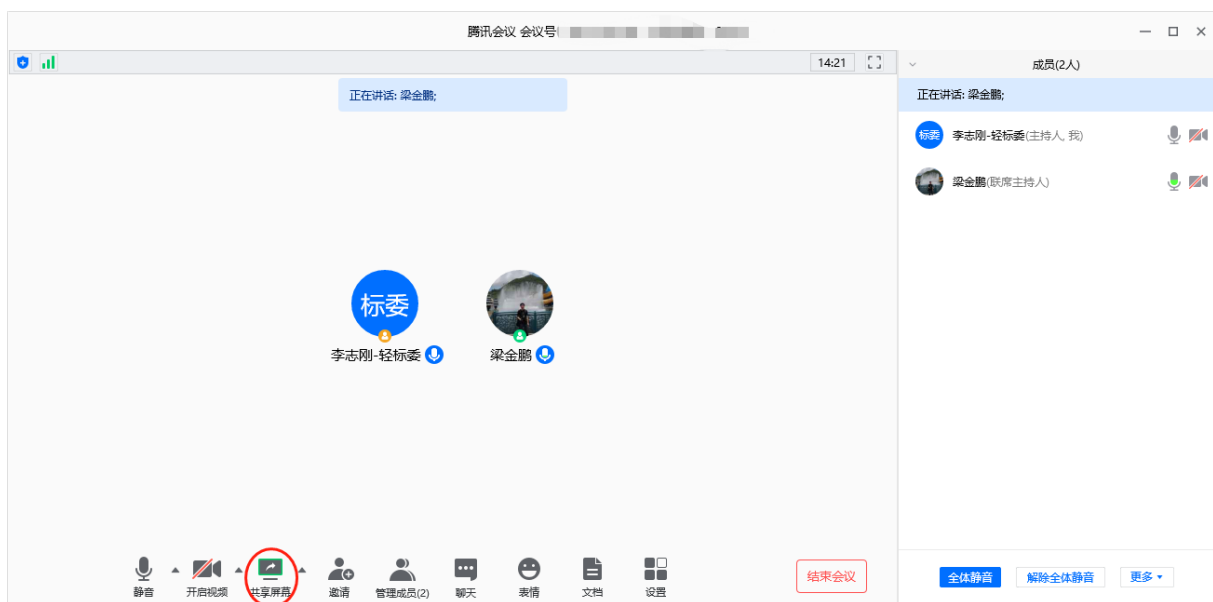 腾讯会议 会议号
14:21
成员(2人)
正在讲话: 梁金鹏;
正在讲话: 梁金鹏;
标委 李志刚-轻标委(主持人, 我)
梁金鹏(联席主持人)
标委
李志刚-轻标委 梁金鹏
静音 开启视频 共享屏幕 邀请 管理成员(2) 聊天 表情 文档 设置
结束会议
全体静音 解除全体静音 更多